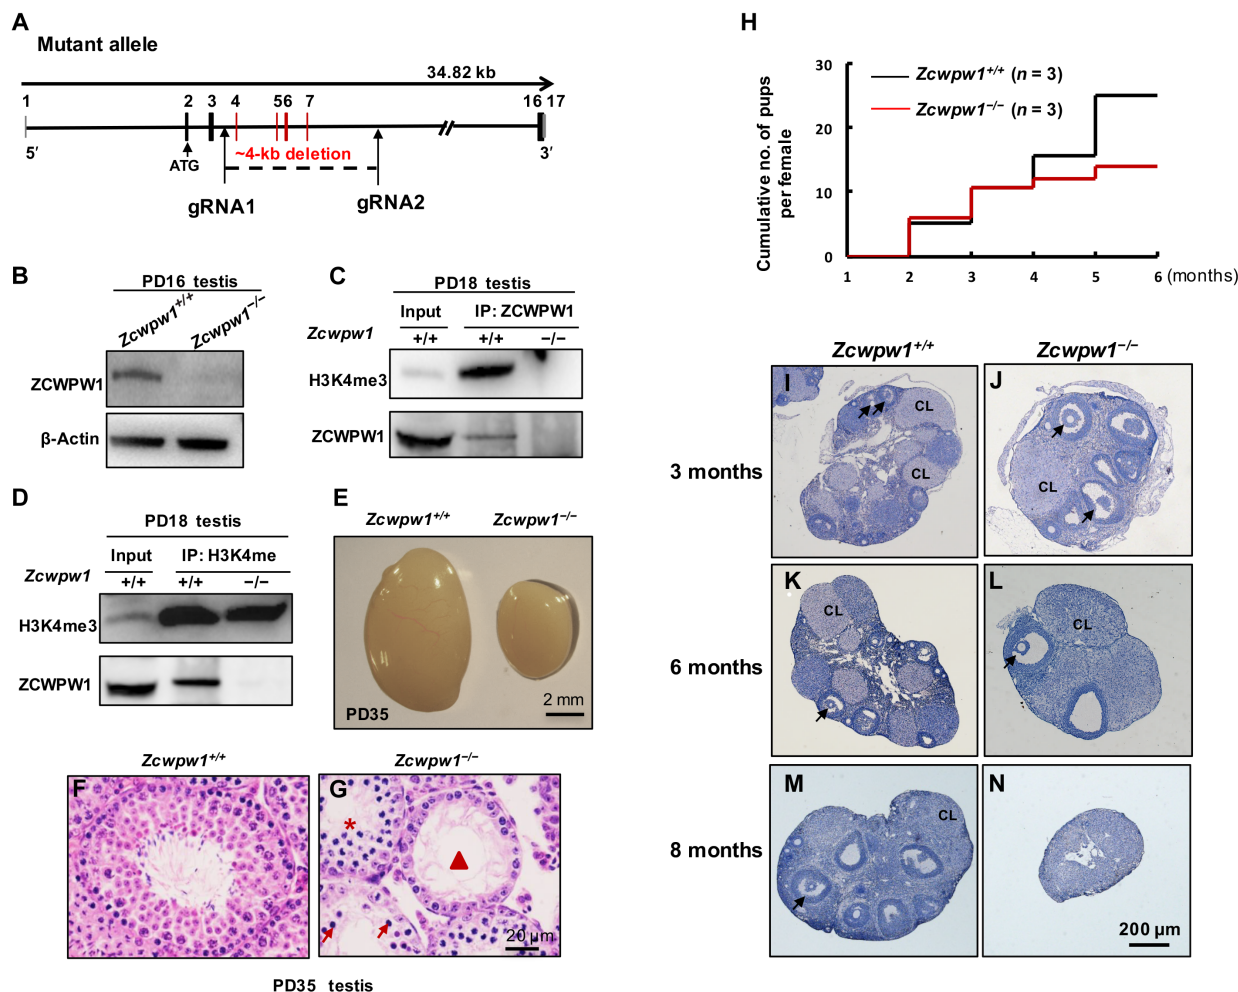 A
Mutant allele
34.82 kb
1 2 3 4 5 6 7 16 17
5′ ATG ~4-kb deletion 3′
gRNA1 gRNA2
B
PD16 testis
Zcwpw1+/+ Zcwpw1−/−
ZCWPW1
β-Actin
C
PD18 testis
Input IP: ZCWPW1
Zcwpw1 +/+ +/+ −/−
H3K4me3
ZCWPW1
D
PD18 testis
Input IP: H3K4me
Zcwpw1 +/+ +/+ −/−
H3K4me3
ZCWPW1
E
Zcwpw1+/+ Zcwpw1−/−
PD35 2 mm
Zcwpw1+/+ Zcwpw1−/−
F G
*
20 µm
PD35 testis
H
Cumulative no. of pups
per female
30
20
10
0
Zcwpw1+/+ (n = 3)
Zcwpw1−/− (n = 3)
1 2 3 4 5 6 (months)
Zcwpw1+/+ Zcwpw1−/−
3 months
I CL CL
J CL
6 months
K CL
L CL
8 months
M CL
N
200 µm